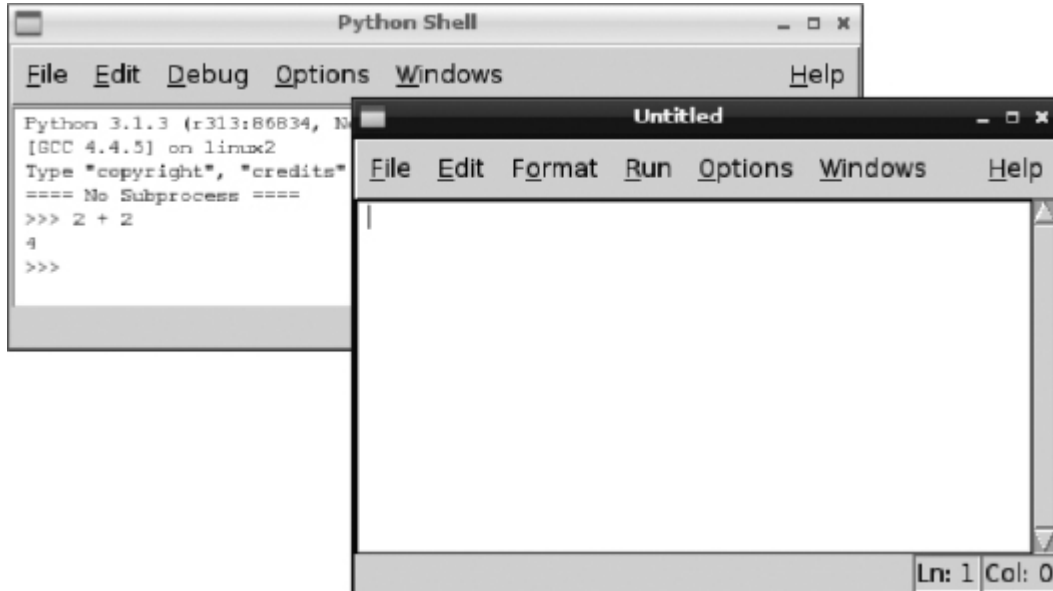 Python Shell
File Edit Debug Options Windows Help
Python 3.1.3 (r313:86834,
[GCC 4.4.5] on linux2
Type "copyright", "credits"
==== No Subprocess ====
>>> 2 + 2
4
>>>
Untitled
File Edit Format Run Options Windows Help
Ln: 1 Col: 0